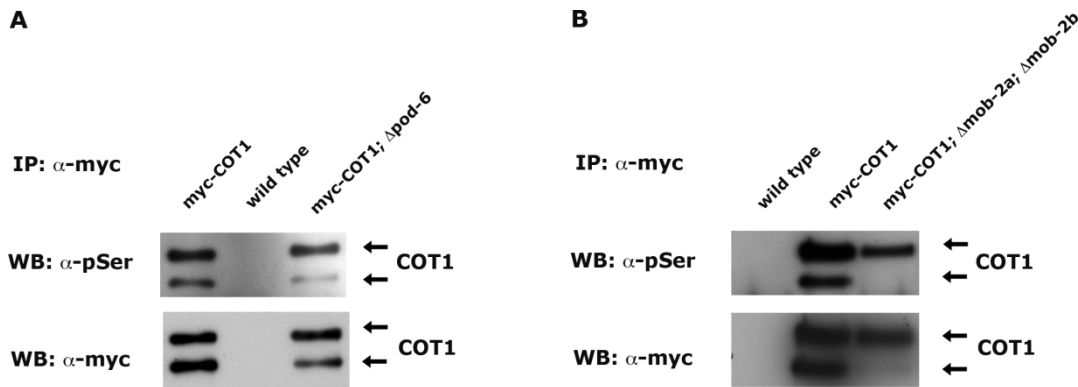 A
IP: α-myc
myc-COT1
wild type
myc-COT1; Δpod-6
WB: α-pSer
COT1
WB: α-myc
COT1
B
IP: α-myc
wild type
myc-COT1
myc-COT1; Δmob-2a; Δmob-2b
WB: α-pSer
COT1
WB: α-myc
COT1